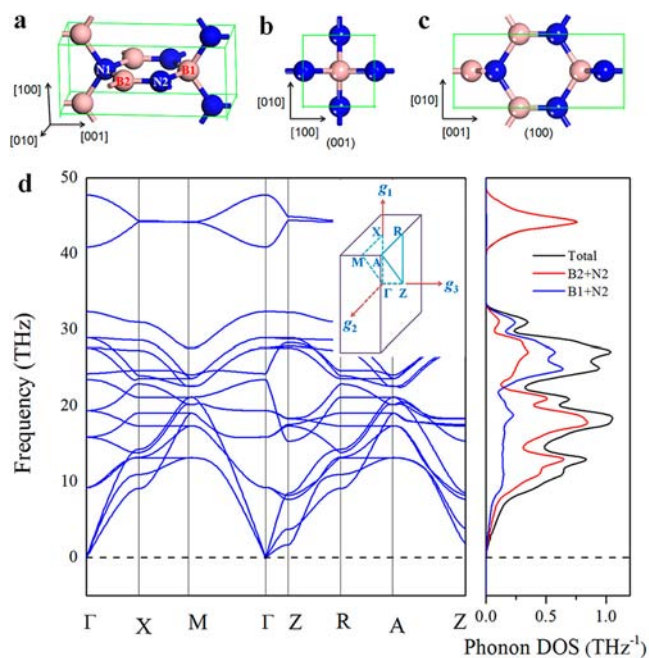 a
N1
B1
B2
N2
[100]
[010]
[001]
b
[010]
[100]
(001)
c
[010]
[001]
(100)
d
50
40
30
20
10
0
Frequency (THz)
g1
X
R
M
A
Γ
Z
g3
g2
Γ
X
M
Γ
Z
R
A
Z
Total
B2+N2
B1+N2
0.0
0.5
1.0
Phonon DOS (THz⁻¹)